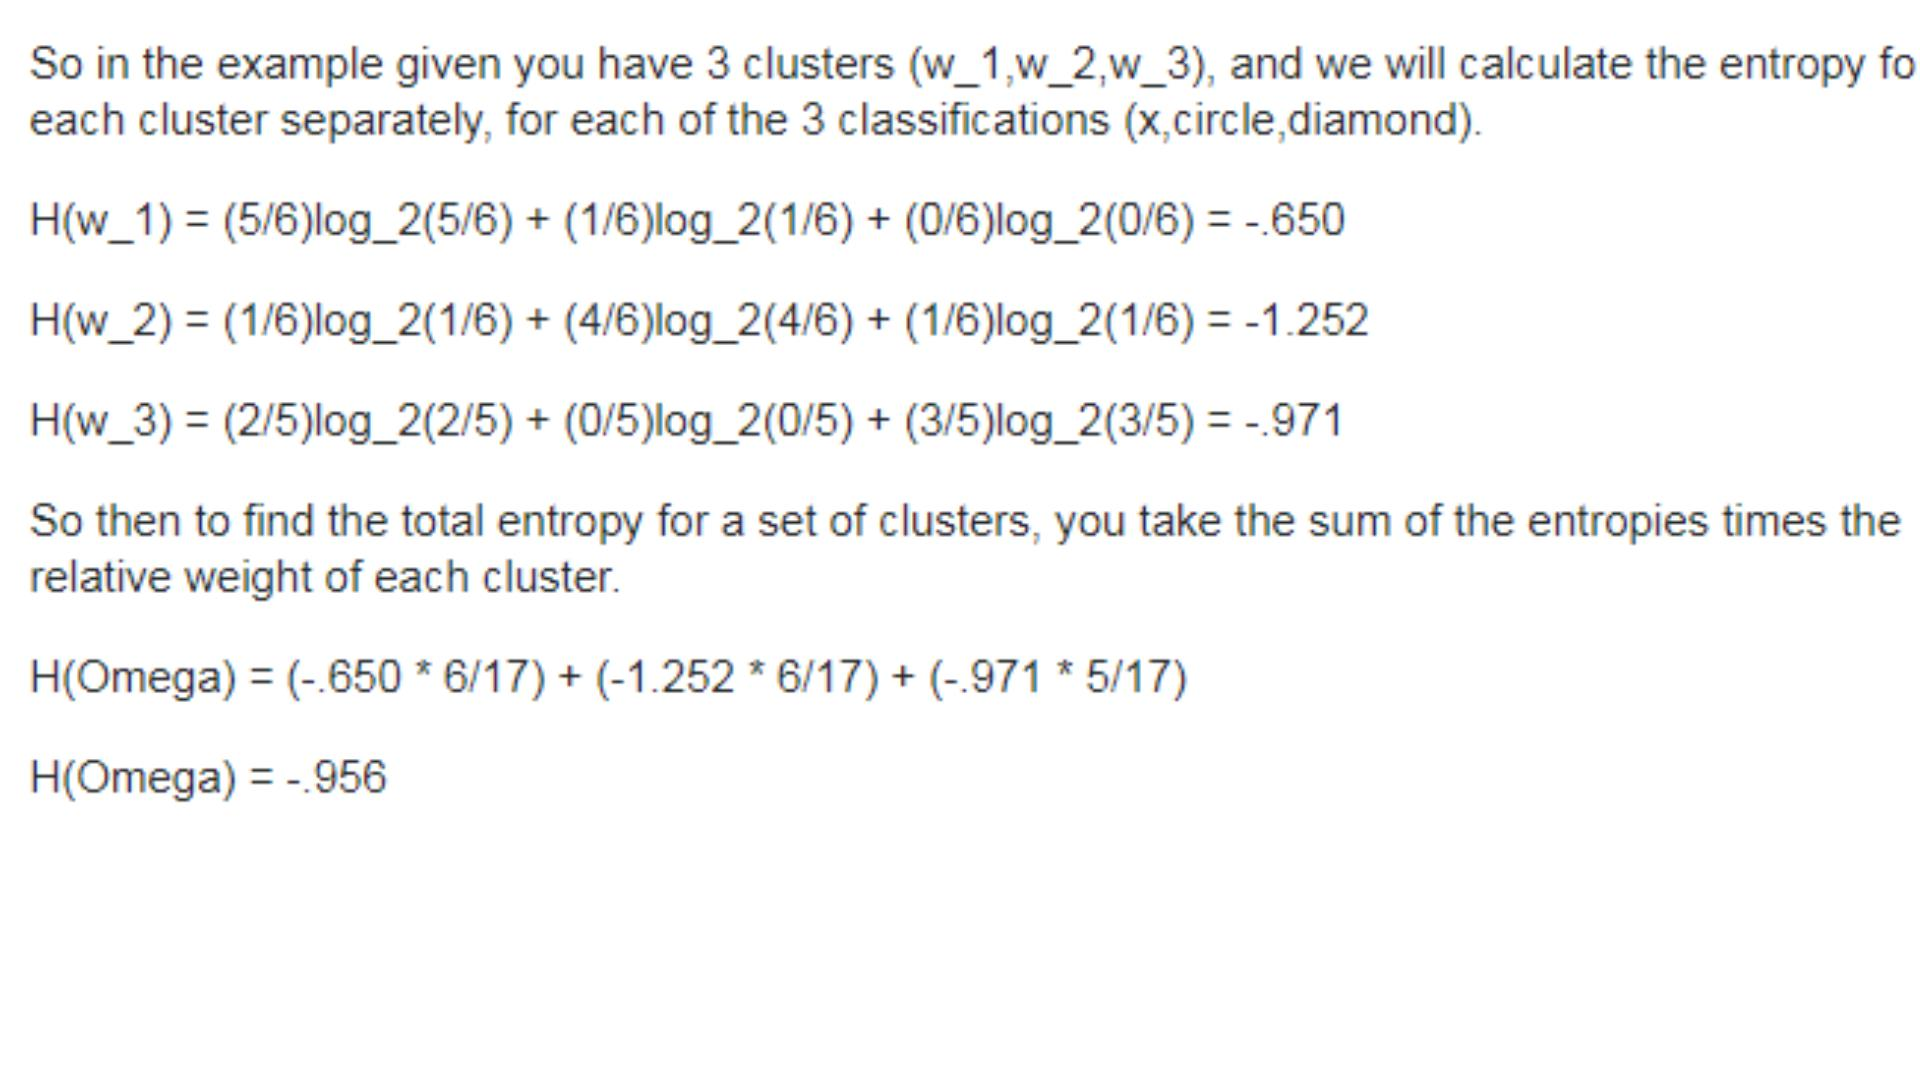 So in the example given you have 3 clusters (w_1,w_2,w_3), and we will calculate the entropy fo
each cluster separately, for each of the 3 classifications (x,circle,diamond).
H(w_1) = (5/6)log_2(5/6) + (1/6)log_2(1/6) + (0/6)log_2(0/6) = -.650
H(w_2) = (1/6)log_2(1/6) + (4/6)log_2(4/6) + (1/6)log_2(1/6) = -1.252
H(w_3) = (2/5)log_2(2/5) + (0/5)log_2(0/5) + (3/5)log_2(3/5) = -.971
So then to find the total entropy for a set of clusters, you take the sum of the entropies times the
relative weight of each cluster.
H(Omega) = (-.650 * 6/17) + (-1.252 * 6/17) + (-.971 * 5/17)
H(Omega) = -.956